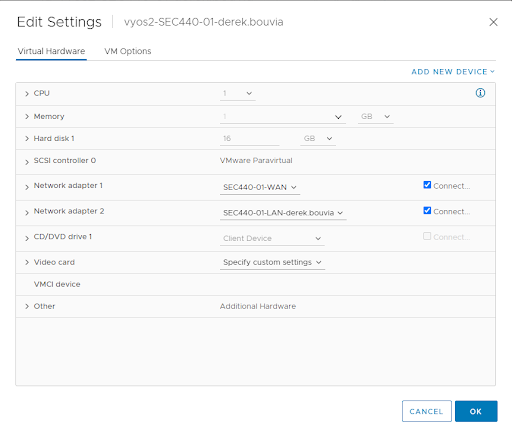 Edit Settings | vyos2-SEC440-01-derek.bouvia
Virtual Hardware VM Options
ADD NEW DEVICE
CPU 1
Memory GB
Hard disk 1 16 GB
SCSI controller 0 VMware Paravirtual
Network adapter 1 SEC440-01-WAN Connect...
Network adapter 2 SEC440-01-LAN-derek.bouvia Connect...
CD/DVD drive 1 Client Device Connect...
Video card Specify custom settings
VMCI device
Other Additional Hardware
CANCEL OK